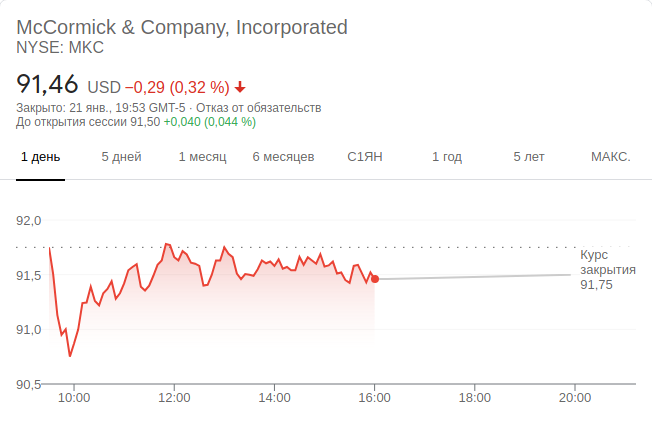 McCormick & Company, Incorporated
NYSE: MKC
91,46 USD −0,29 (0,32 %)
Закрыто: 21 янв., 19:53 GMT-5 · Отказ от обязательств
До открытия сессии 91,50 +0,040 (0,044 %)
1 день 5 дней 1 месяц 6 месяцев С1ЯН 1 год 5 лет МАКС.
92,0
Курс
закрытия
91,75
91,5
91,0
90,5
10:00 12:00 14:00 16:00 18:00 20:00